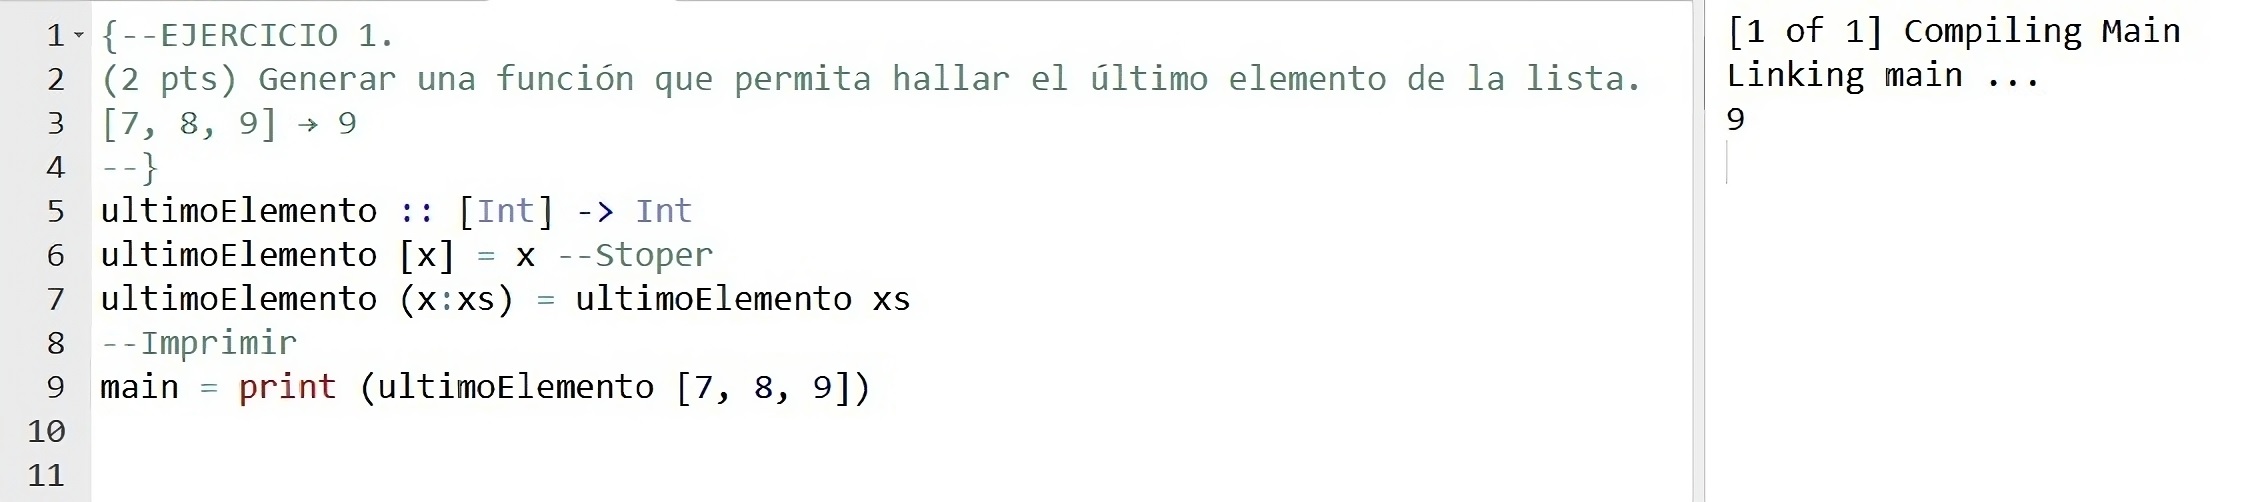 1 {--EJERCICIO 1.
2 (2 pts) Generar una función que permita hallar el último elemento de la lista.
3 [7, 8, 9] → 9
4 --}
5 ultimoElemento :: [Int] -> Int
6 ultimoElemento [x] = x --Stoper
7 ultimoElemento (x:xs) = ultimoElemento xs
8 --Imprimir
9 main = print (ultimoElemento [7, 8, 9])
10
11
[1 of 1] Compiling Main
Linking main ...
9